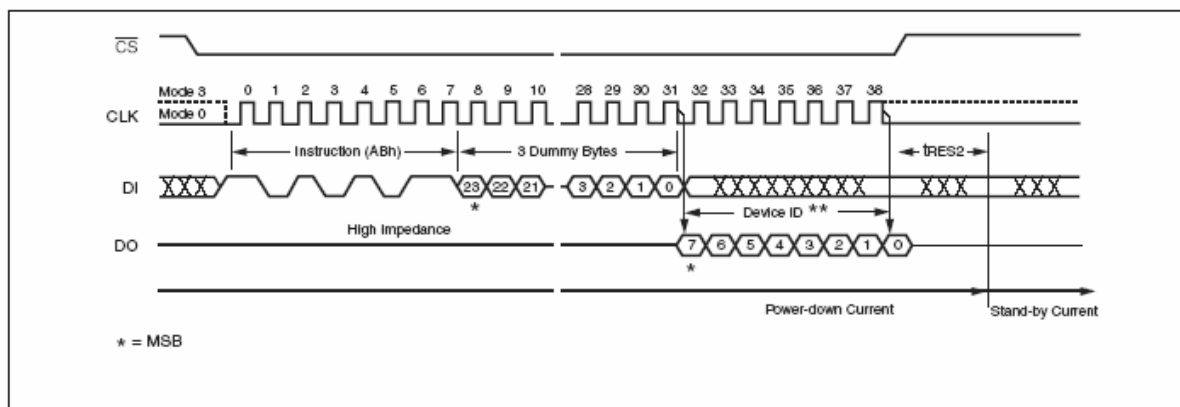 CS
Mode 3 0 1 2 3 4 5 6 7 8 9 10 28 29 30 31 32 33 34 35 36 37 38
CLK Mode 0
Instruction (ABh) 3 Dummy Bytes tRES2
DI 23 22 21 3 2 1 0
* Device ID **
High Impedance
DO 7 6 5 4 3 2 1 0
*
Power-down Current Stand-by Current
* = MSB